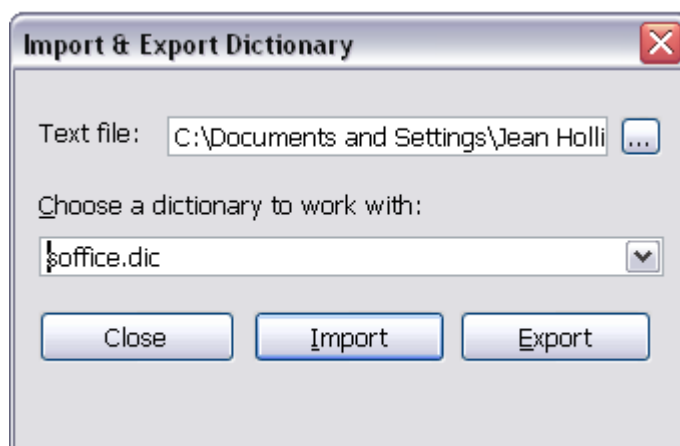 Import & Export Dictionary
Text file: C:\Documents and Settings\Jean Holli ...
Choose a dictionary to work with:
soffice.dic
Close Import Export